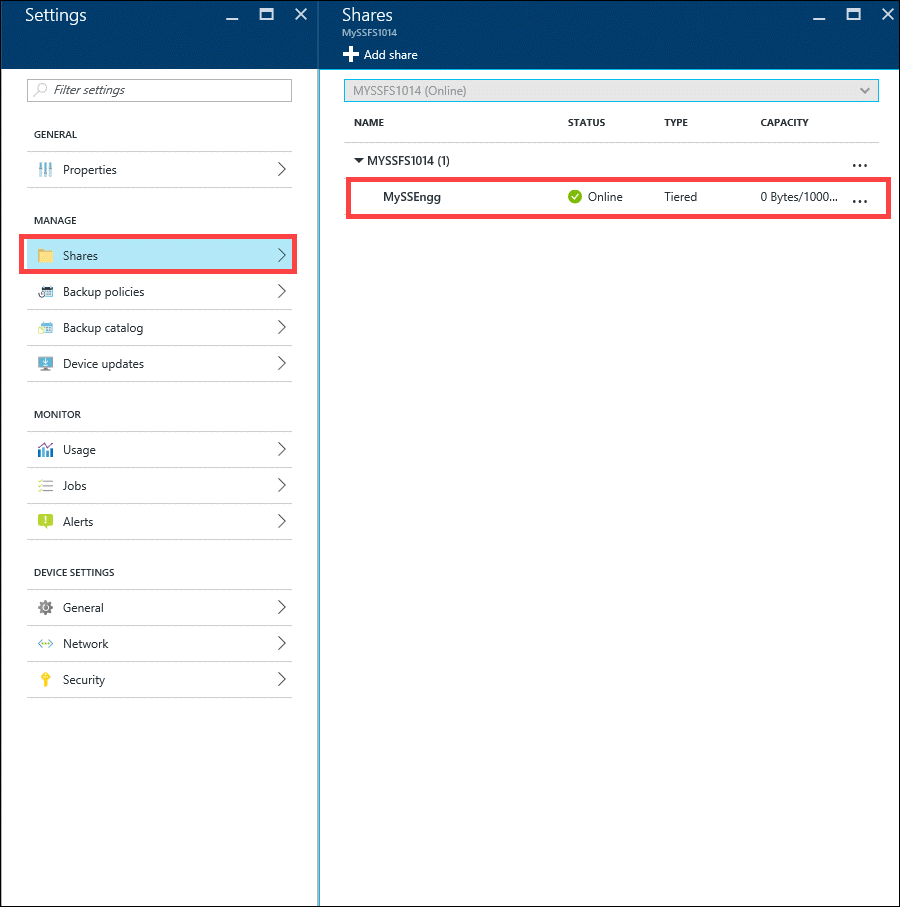 Settings
Filter settings
GENERAL
Properties
MANAGE
Shares
Backup policies
Backup catalog
Device updates
MONITOR
Usage
Jobs
Alerts
DEVICE SETTINGS
General
Network
Security
Shares
MySSFS1014
Add share
MYSSFS1014 (Online)
NAME STATUS TYPE CAPACITY
MYSSFS1014 (1) ...
MySSEngg Online Tiered 0 Bytes/1000... ...